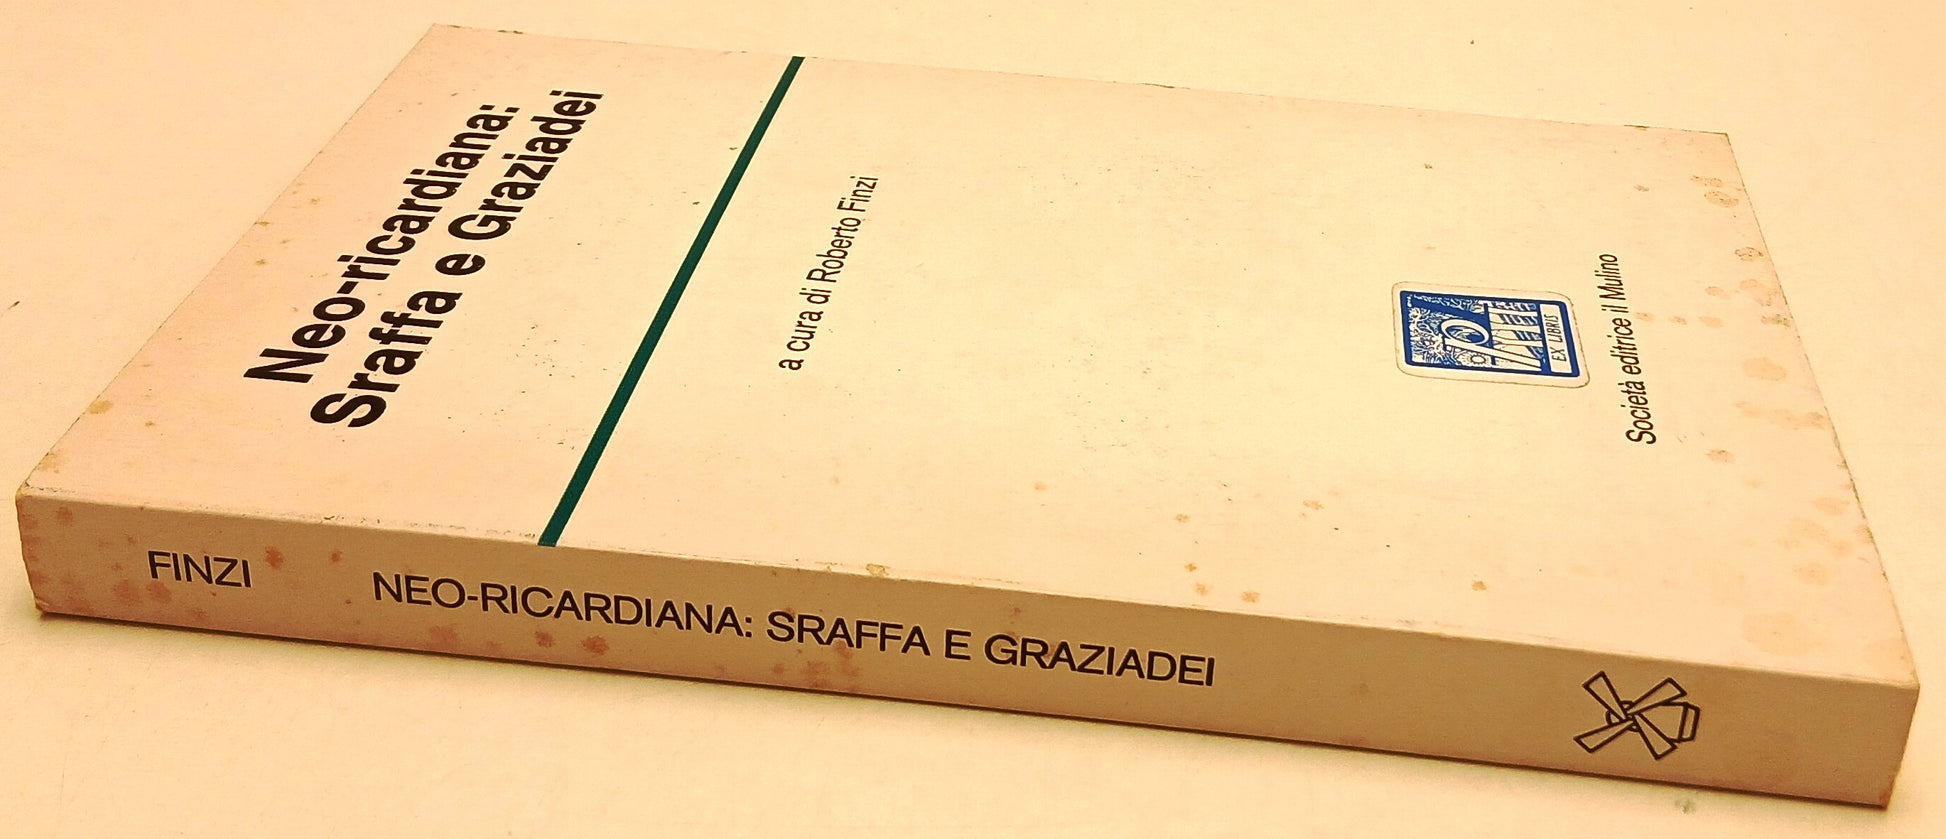 Neo-ricardiana:
Sraffa e Graziadei
a cura di Roberto Finzi
EX LIBRIS
Società editrice il Mulino
FINZI NEO-RICARDIANA: SRAFFA E GRAZIADEI